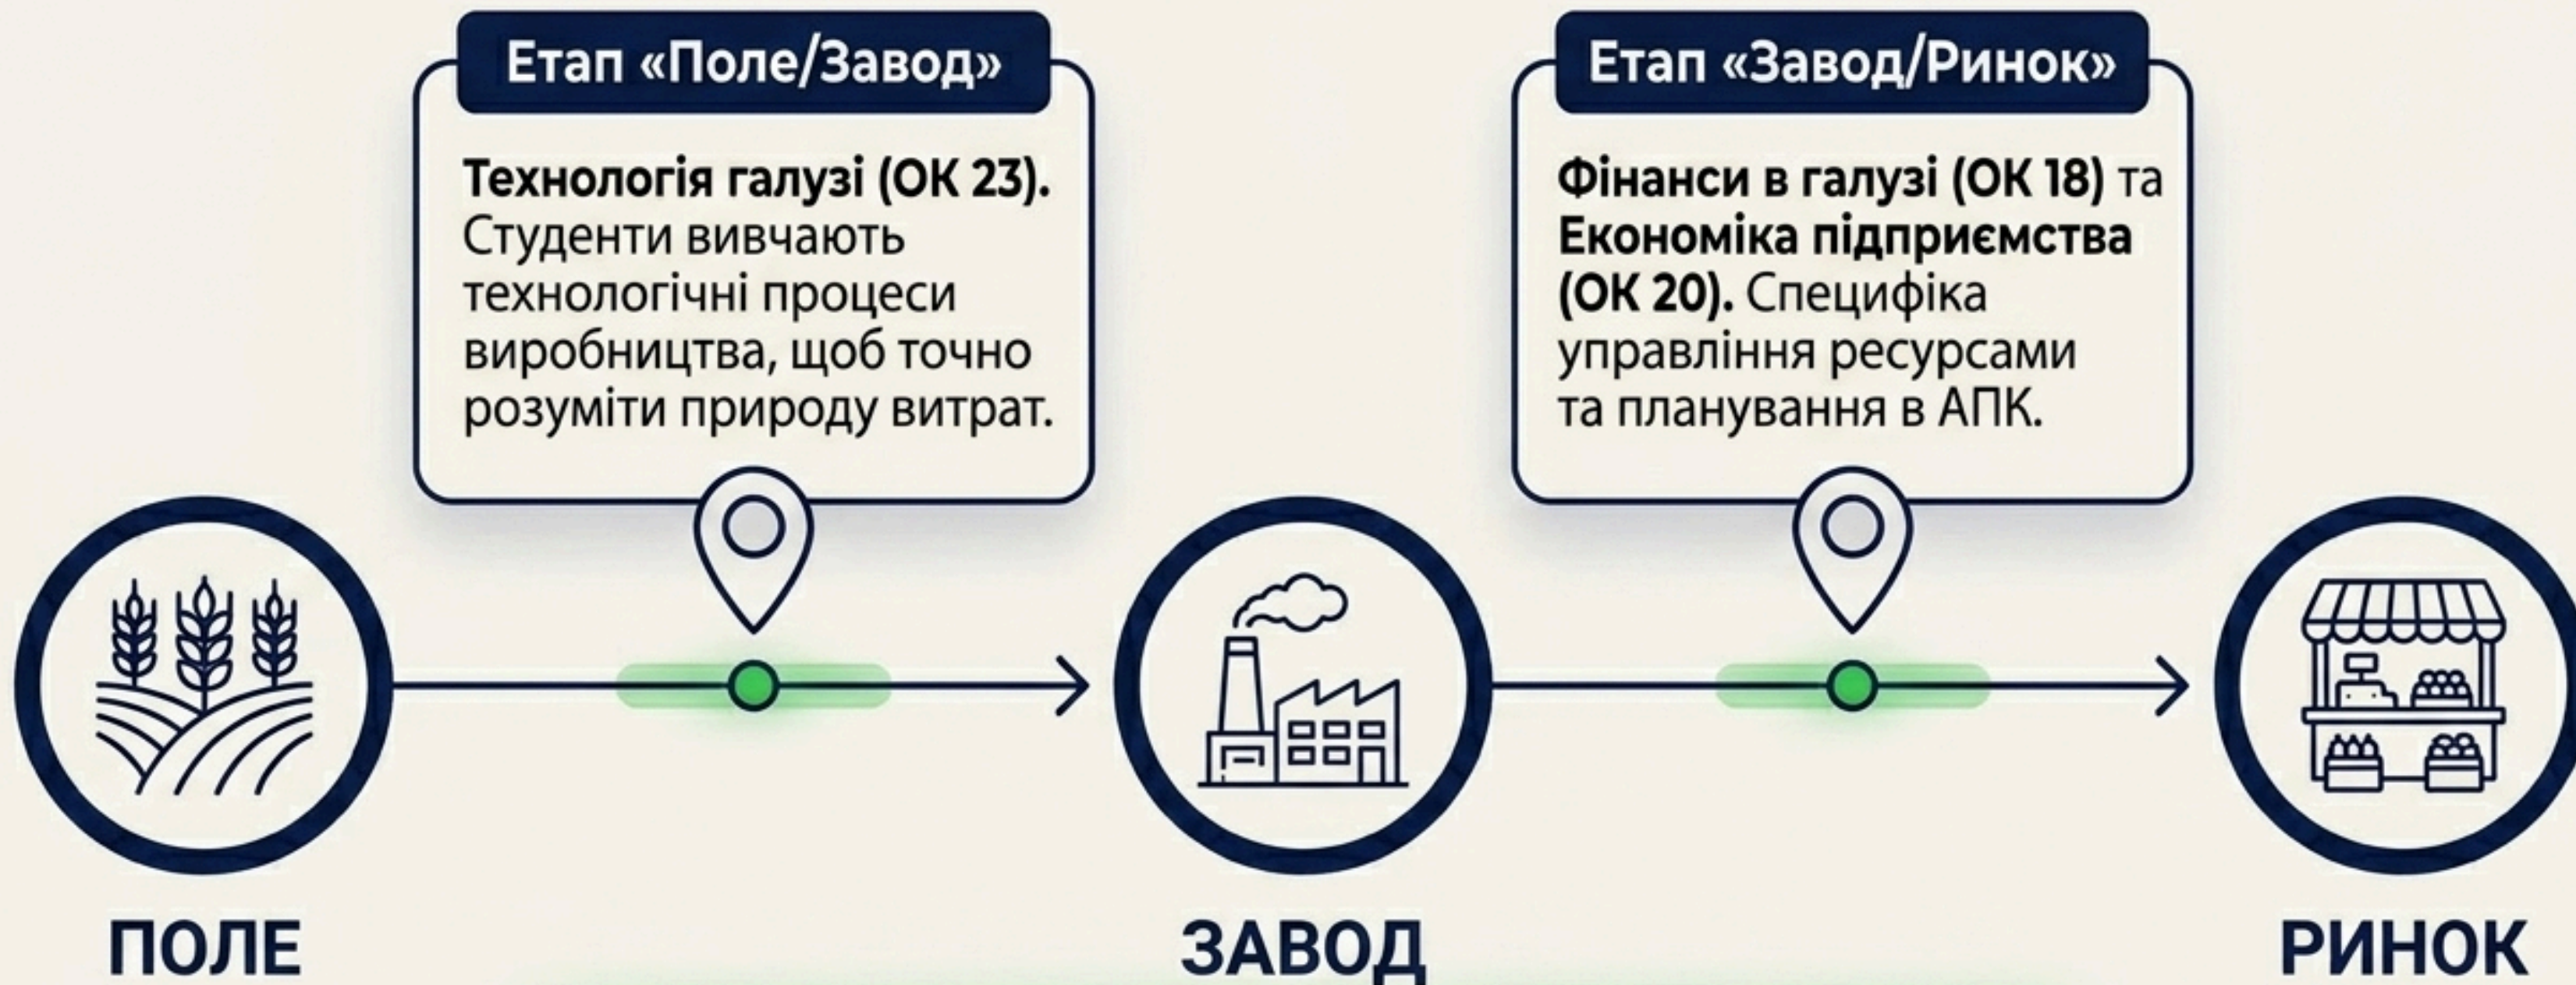 Етап «Поле/Завод»
Технологія галузі (ОК 23).
Студенти вивчають
технологічні процеси
виробництва, щоб точно
розуміти природу витрат.
Етап «Завод/Ринок»
Фінанси в галузі (ОК 18) та
Економіка підприємства
(ОК 20). Специфіка
управління ресурсами
та планування в АПК.
ПОЛЕ
ЗАВОД
РИНОК